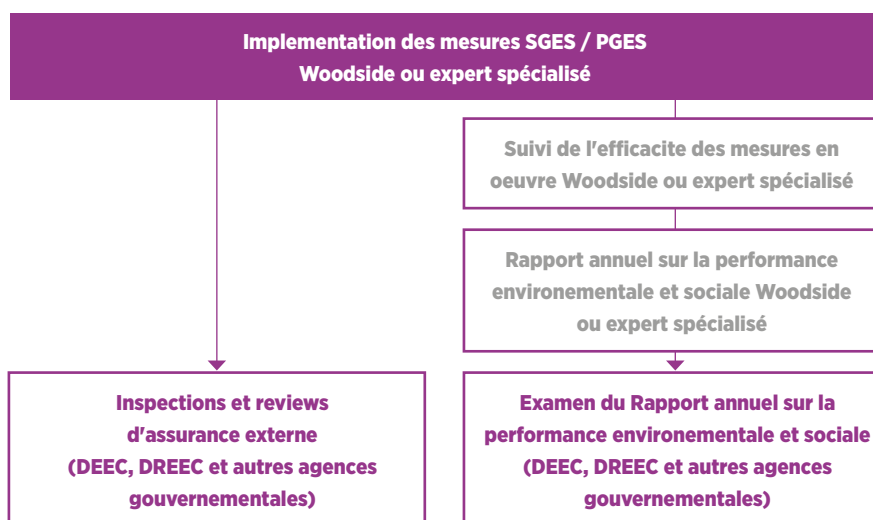 Implementation des mesures SGES / PGES
Woodside ou expert spécialisé
Suivi de l'efficacite des mesures en
oeuvre Woodside ou expert spécialisé
Rapport annuel sur la performance
environementale et sociale Woodside
ou expert spécialisé
Inspections et reviews
d'assurance externe
(DEEC, DREEC et autres agences
gouvernementales)
Examen du Rapport annuel sur la
performance environementale et sociale
(DEEC, DREEC et autres agences
gouvernementales)